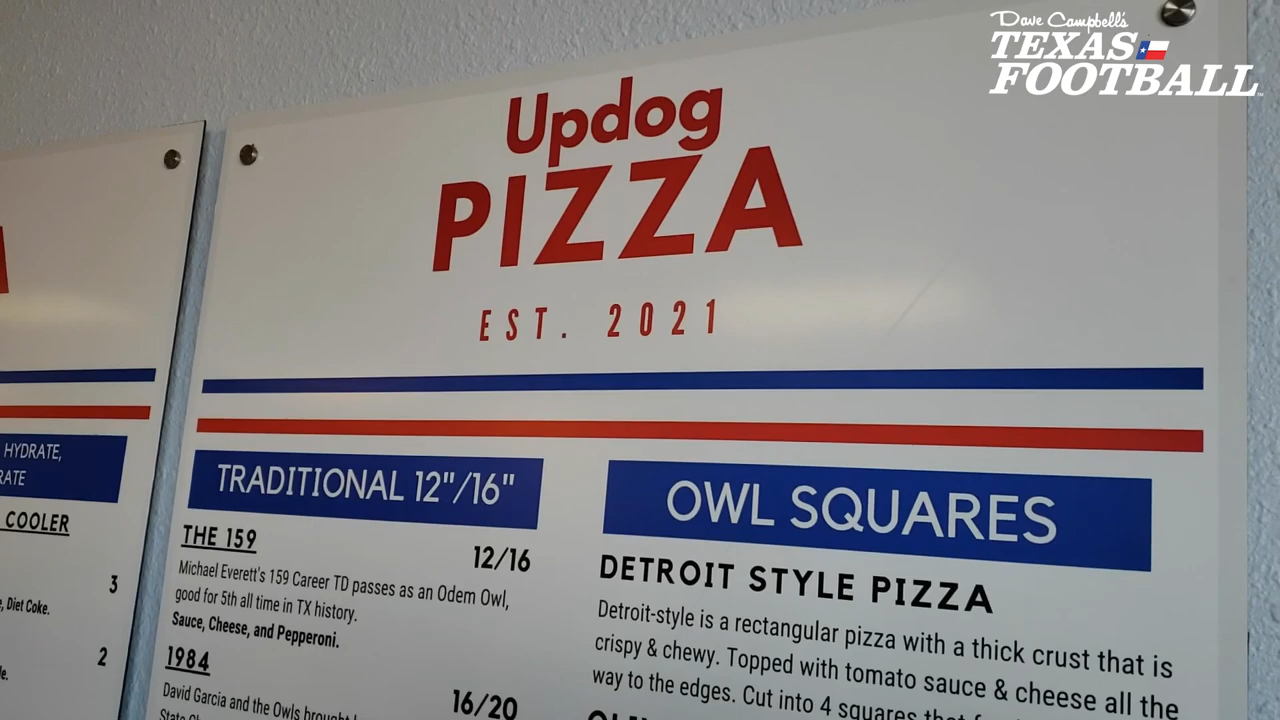 Dave Campbell's
TEXAS
FOOTBALL
Updog
PIZZA
EST. 2021
HYDRATE,
COOLER
3
, Diet Coke.
2
TRADITIONAL 12"/16"
THE 159
12/16
Michael Everett's 159 Career TD passes as an Odem Owl,
good for 5th all time in TX history.
Sauce, Cheese, and Pepperoni.
1984
16/20
David Garcia and the Owls brought
OWL SQUARES
DETROIT STYLE PIZZA
Detroit-style is a rectangular pizza with a thick crust that is
crispy & chewy. Topped with tomato sauce & cheese all the
way to the edges. Cut into 4 squares that